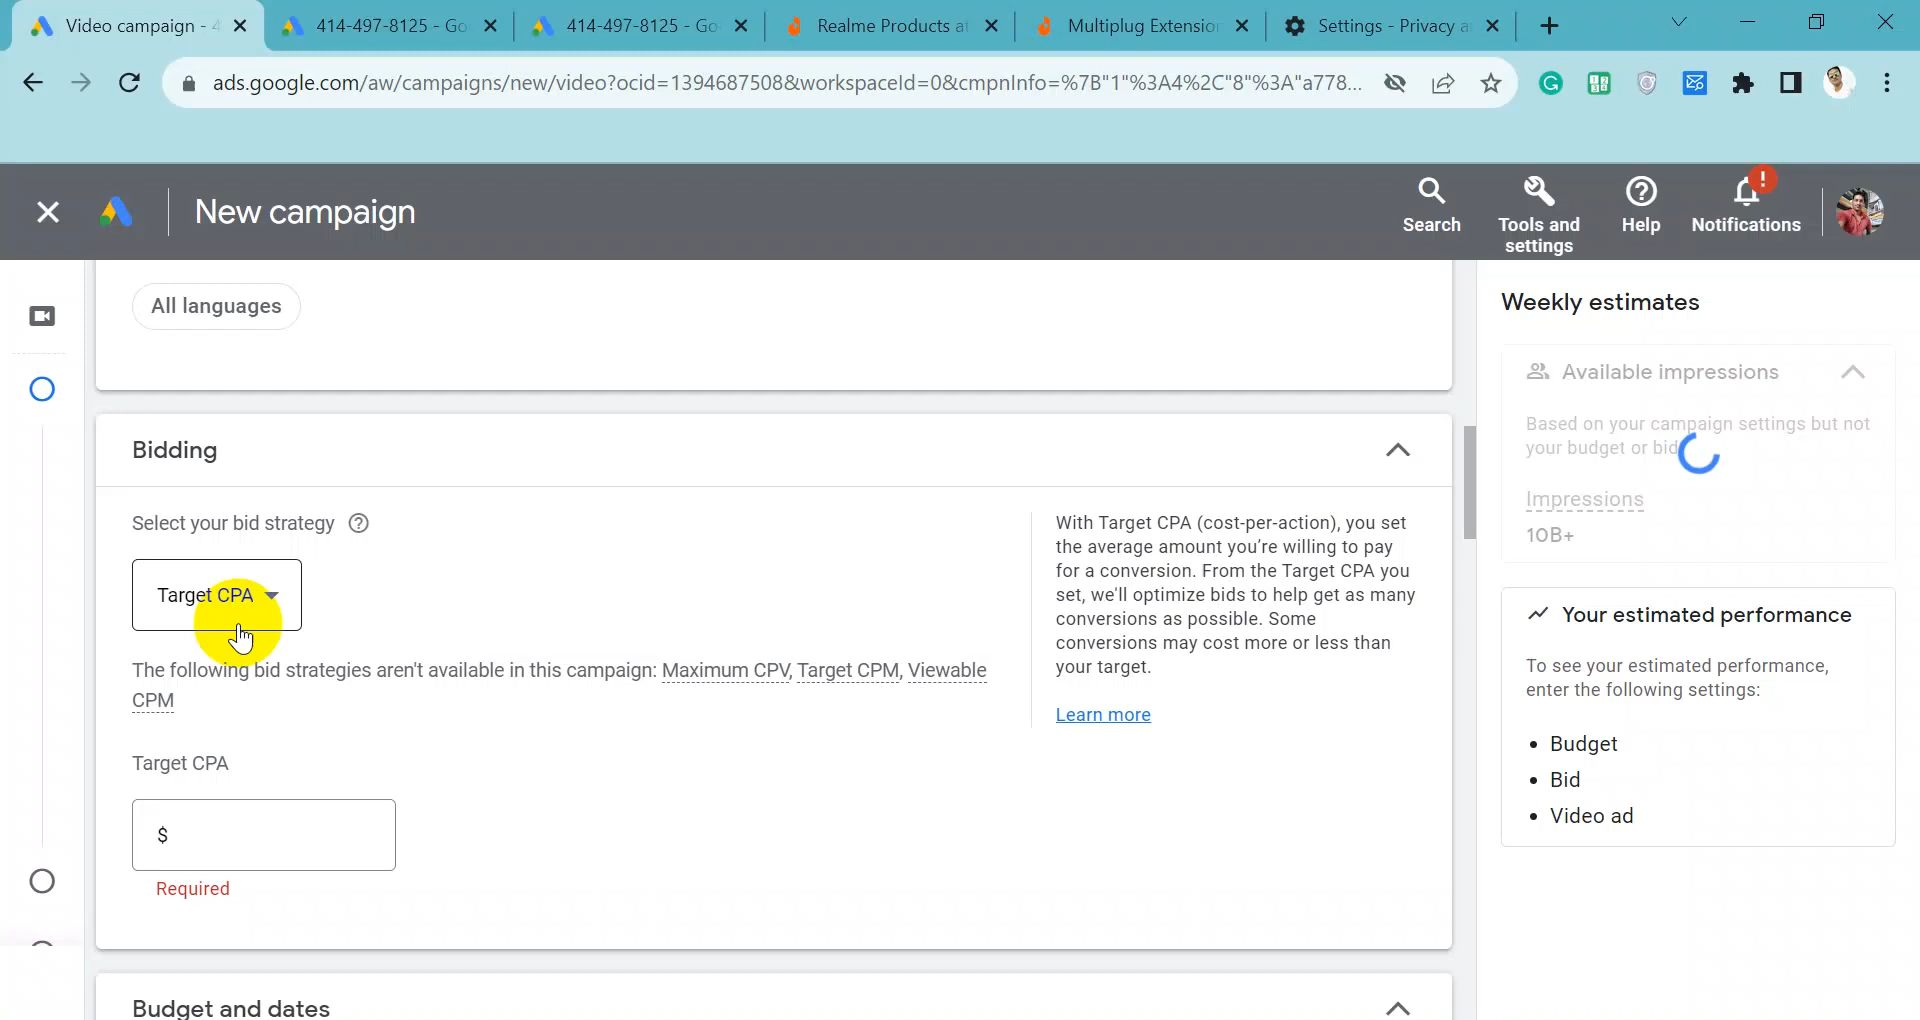 Video campaign - 4
414-497-8125 - Go
414-497-8125 - Go
Realme Products at
Multiplug Extension
Settings - Privacy a
ads.google.com/aw/campaigns/new/video?ocid=1394687508&workspaceId=0&cmpnInfo=%7B"1"%3A4%2C"8"%3A"a778...
New campaign
Search
Tools and
settings
Help
Notifications
All languages
Bidding
Select your bid strategy
Target CPA
The following bid strategies aren't available in this campaign: Maximum CPV, Target CPM, Viewable
CPM
Target CPA
$
Required
With Target CPA (cost-per-action), you set
the average amount you're willing to pay
for a conversion. From the Target CPA you
set, we'll optimize bids to help get as many
conversions as possible. Some
conversions may cost more or less than
your target.
Learn more
Budget and dates
Weekly estimates
Available impressions
Based on your campaign settings but not
your budget or bid
Impressions
10B+
Your estimated performance
To see your estimated performance,
enter the following settings:
• Budget
• Bid
• Video ad